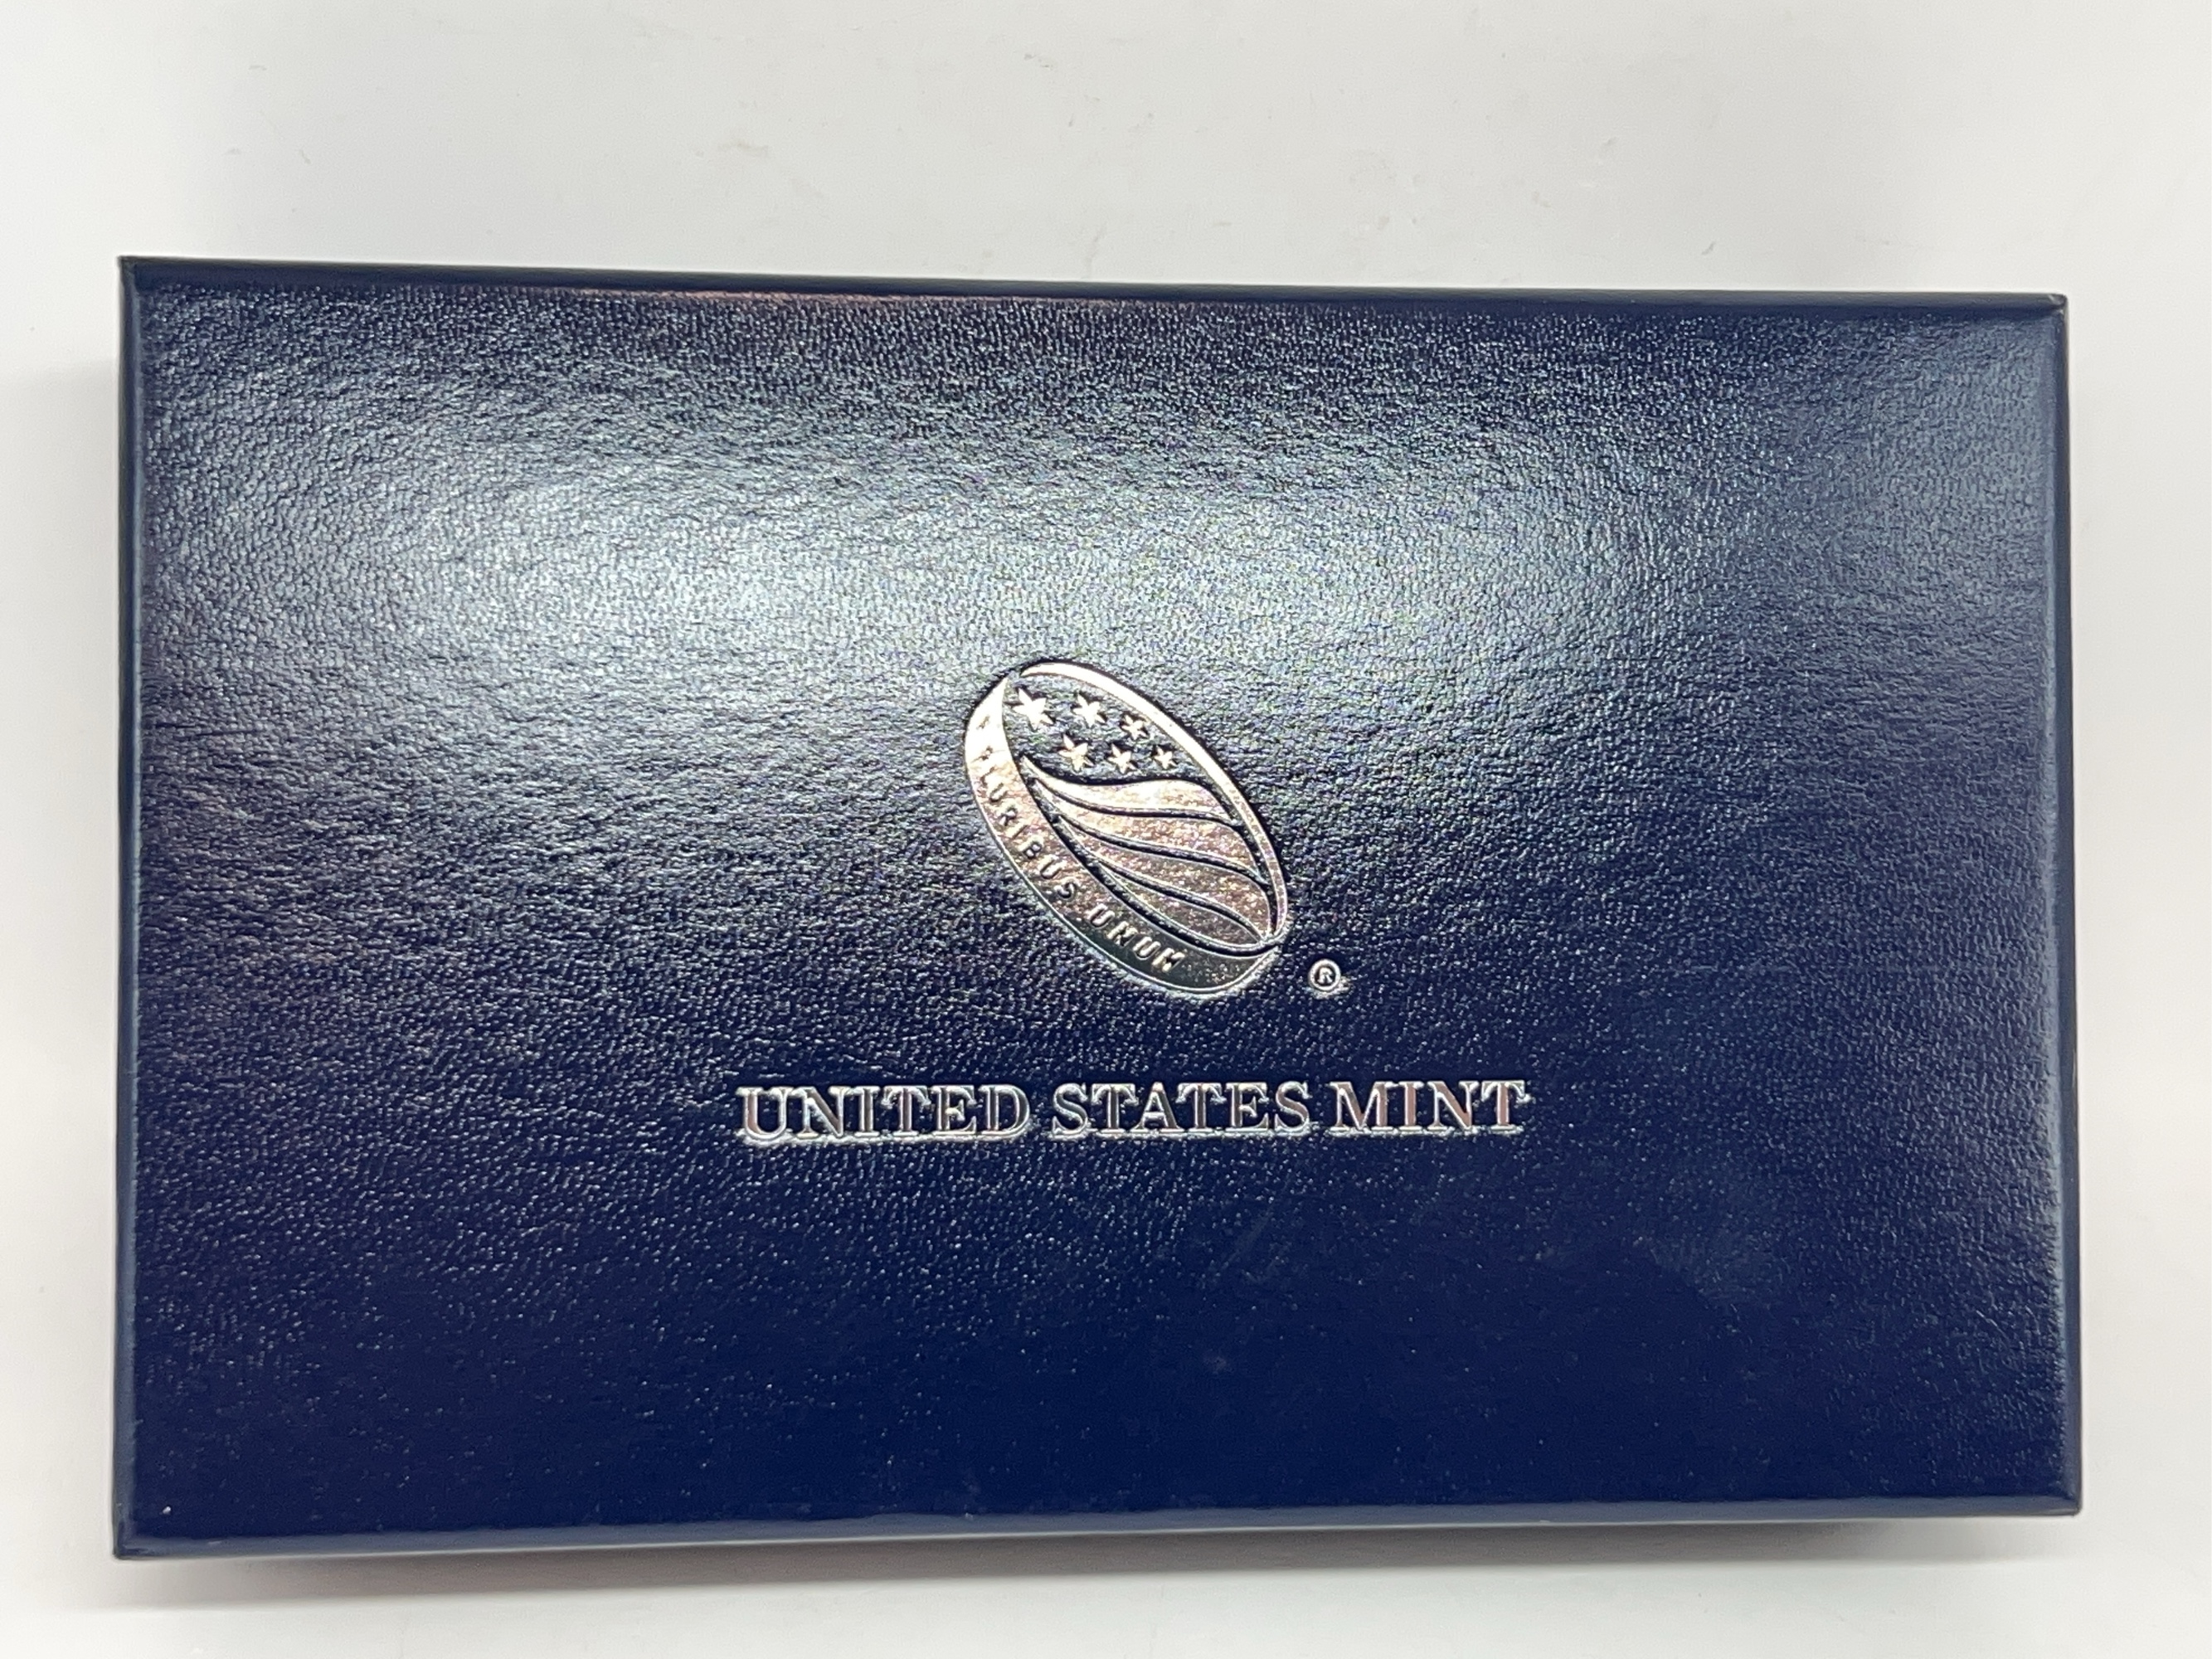 PLURIBUS UNUM
®
UNITED STATES MINT